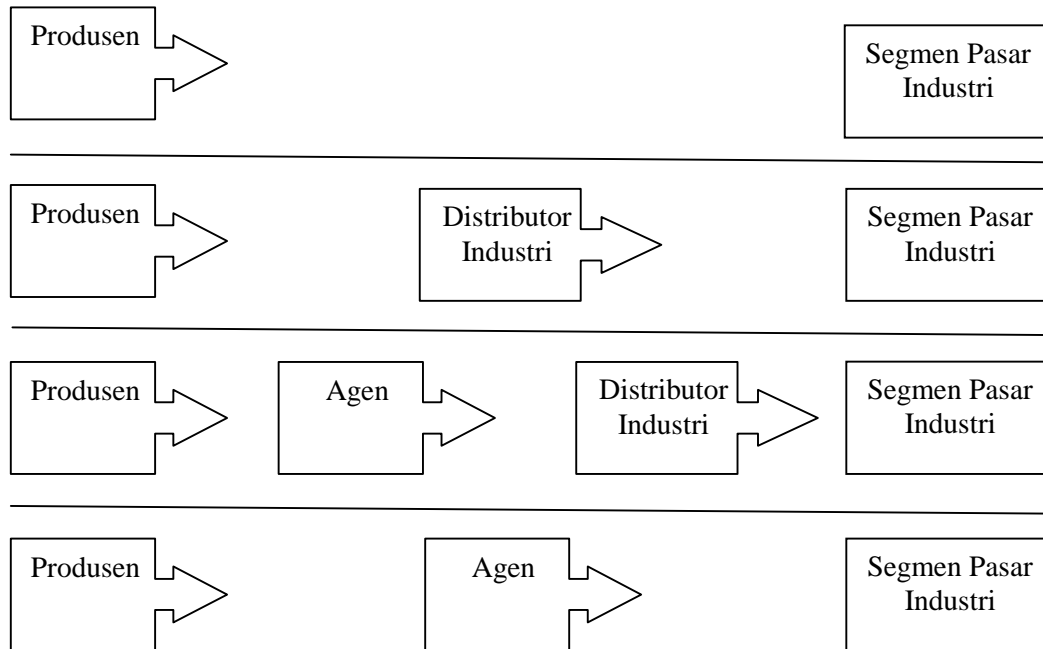 Produsen
Segmen Pasar
Industri
Produsen
Distributor
Industri
Segmen Pasar
Industri
Produsen
Agen
Distributor
Industri
Segmen Pasar
Industri
Produsen
Agen
Segmen Pasar
Industri